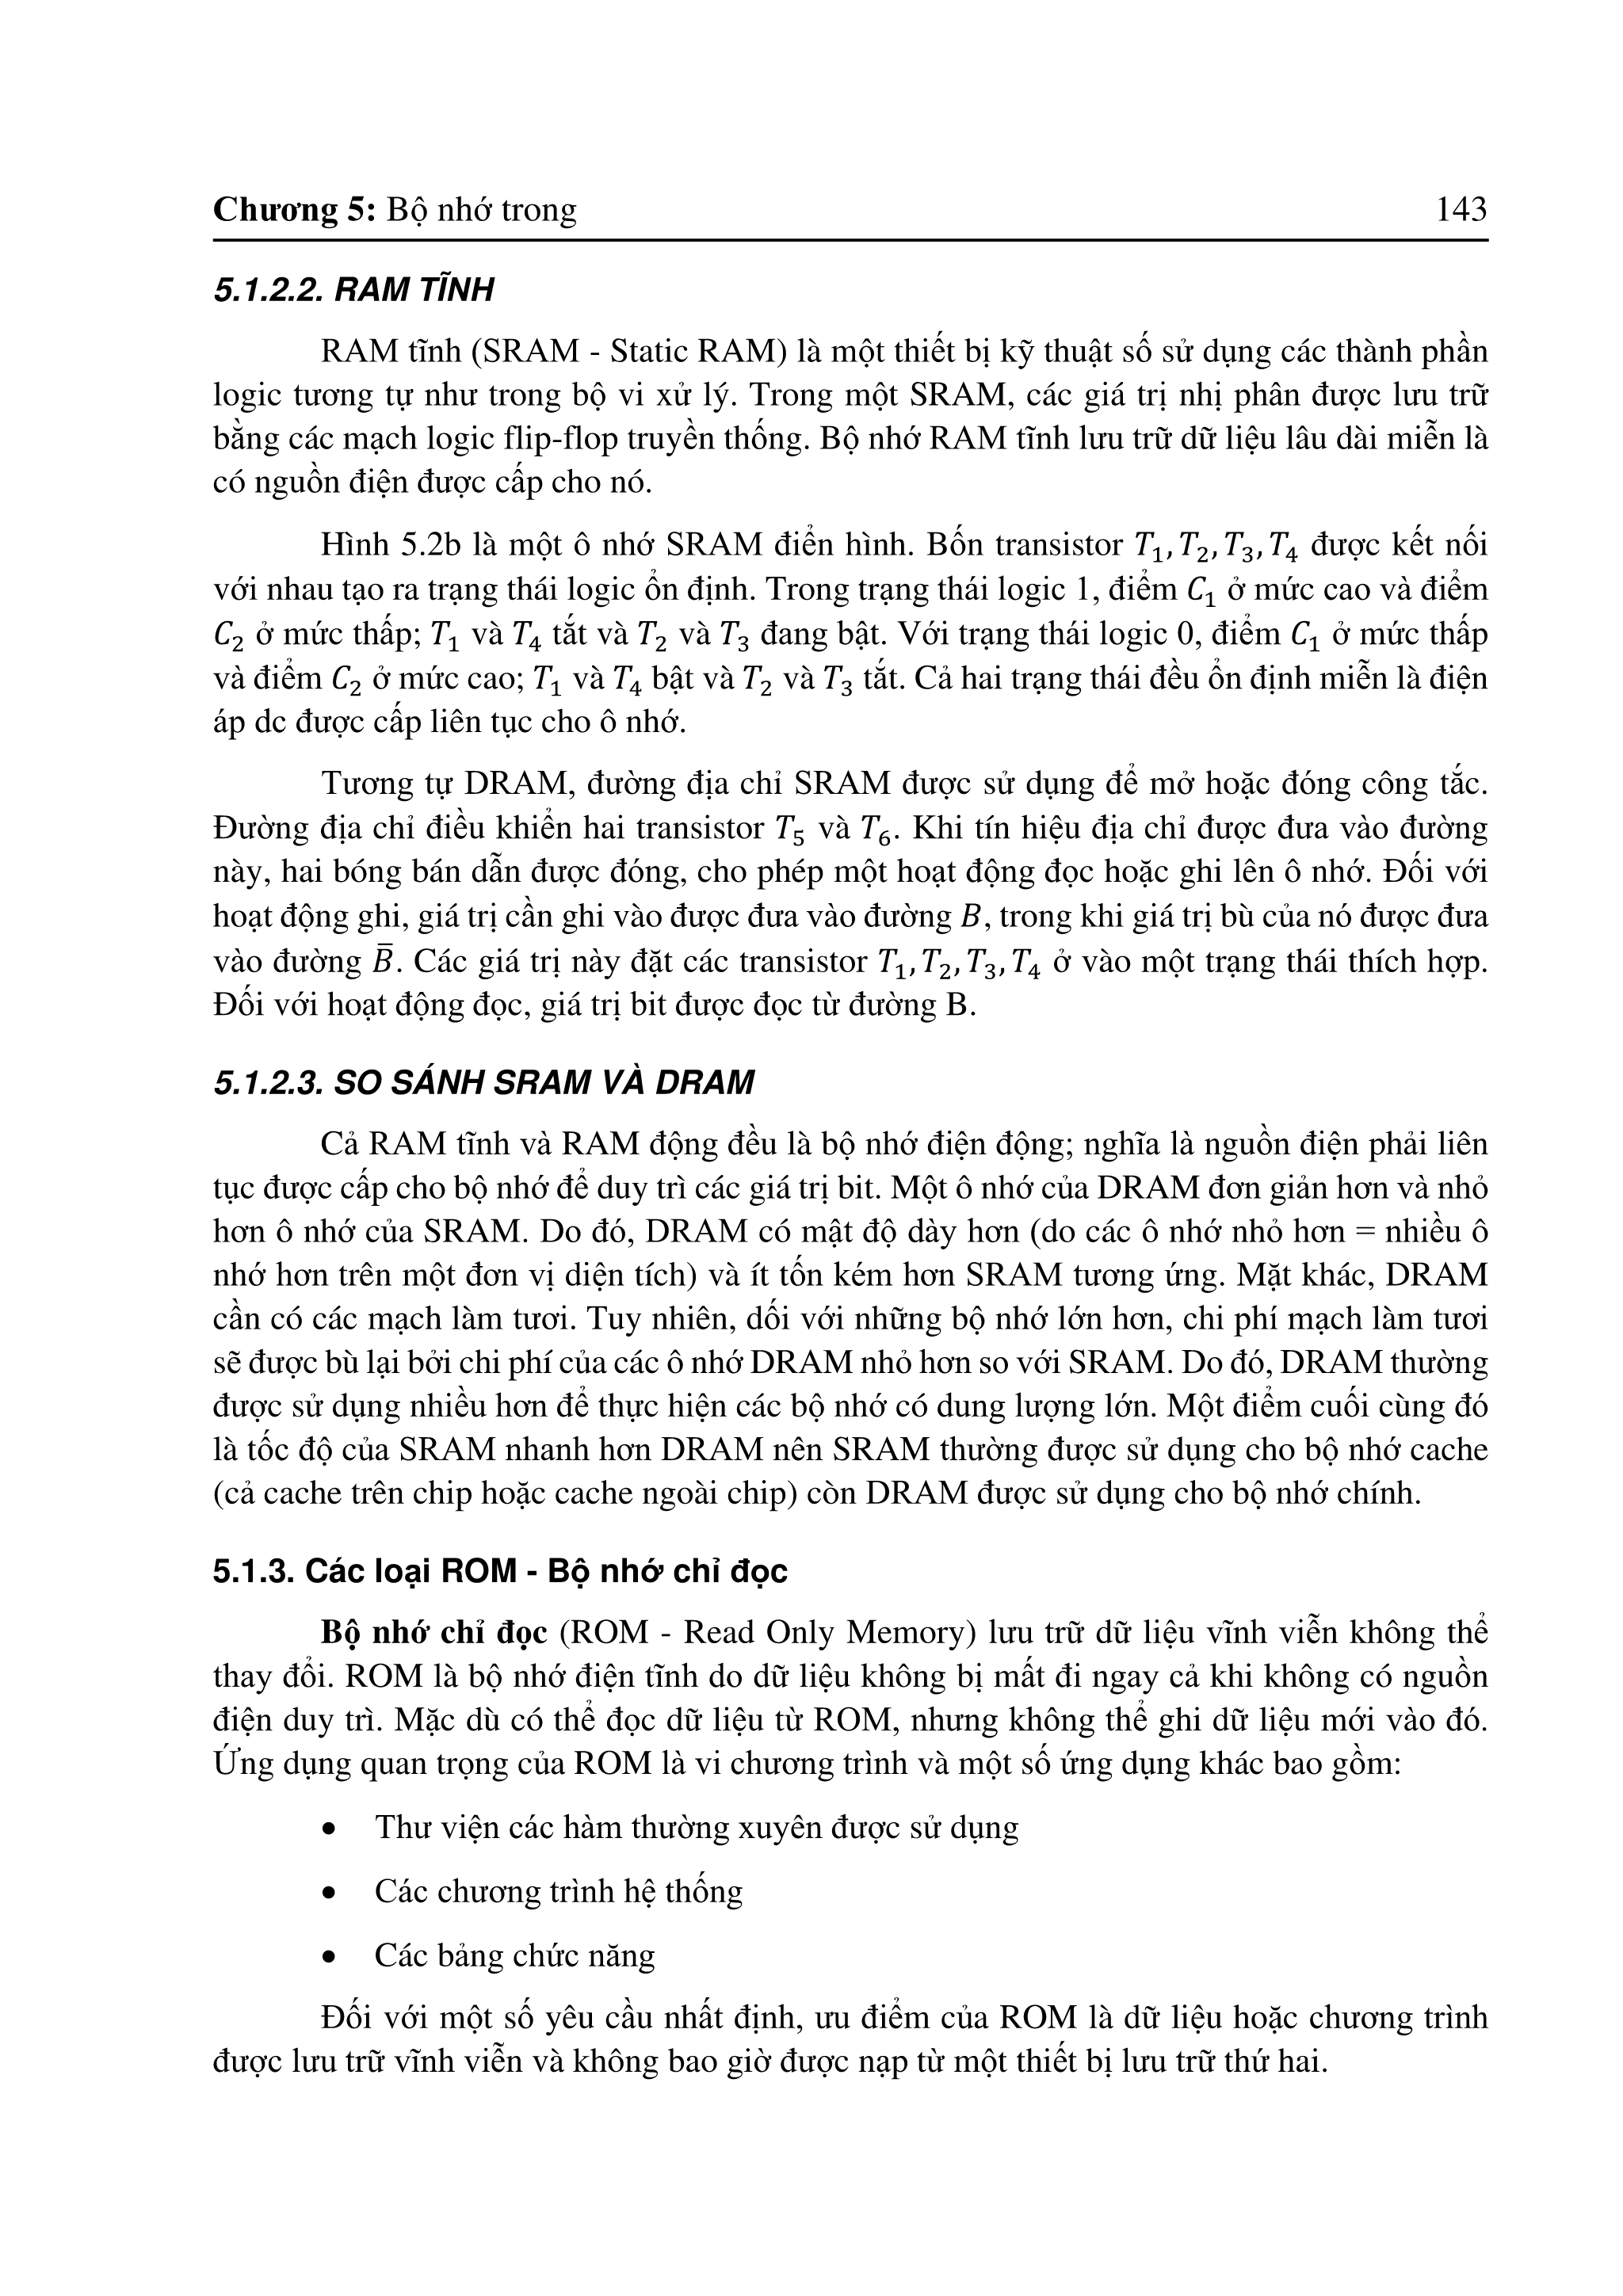 Chương 5: Bộ nhớ trong 143
5.1.2.2. RAM TĨNH
RAM tĩnh (SRAM - Static RAM) là một thiết bị kỹ thuật số sử dụng các thành phần
logic tương tự như trong bộ vi xử lý. Trong một SRAM, các giá trị nhị phân được lưu trữ
bằng các mạch logic flip-flop truyền thống. Bộ nhớ RAM tĩnh lưu trữ dữ liệu lâu dài miễn là
có nguồn điện được cấp cho nó.
Hình 5.2b là một ô nhớ SRAM điển hình. Bốn transistor T₁, T₂, T₃, T₄ được kết nối
với nhau tạo ra trạng thái logic ổn định. Trong trạng thái logic 1, điểm C₁ ở mức cao và điểm
C₂ ở mức thấp; T₁ và T₄ tắt và T₂ và T₃ đang bật. Với trạng thái logic 0, điểm C₁ ở mức thấp
và điểm C₂ ở mức cao; T₁ và T₄ bật và T₂ và T₃ tắt. Cả hai trạng thái đều ổn định miễn là điện
áp dc được cấp liên tục cho ô nhớ.
Tương tự DRAM, đường địa chỉ SRAM được sử dụng để mở hoặc đóng công tắc.
Đường địa chỉ điều khiển hai transistor T₅ và T₆. Khi tín hiệu địa chỉ được đưa vào đường
này, hai bóng bán dẫn được đóng, cho phép một hoạt động đọc hoặc ghi lên ô nhớ. Đối với
hoạt động ghi, giá trị cần ghi vào được đưa vào đường B, trong khi giá trị bù của nó được đưa
vào đường B̅. Các giá trị này đặt các transistor T₁, T₂, T₃, T₄ ở vào một trạng thái thích hợp.
Đối với hoạt động đọc, giá trị bit được đọc từ đường B.
5.1.2.3. SO SÁNH SRAM VÀ DRAM
Cả RAM tĩnh và RAM động đều là bộ nhớ điện động; nghĩa là nguồn điện phải liên
tục được cấp cho bộ nhớ để duy trì các giá trị bit. Một ô nhớ của DRAM đơn giản hơn và nhỏ
hơn ô nhớ của SRAM. Do đó, DRAM có mật độ dày hơn (do các ô nhớ nhỏ hơn = nhiều ô
nhớ hơn trên một đơn vị diện tích) và ít tốn kém hơn SRAM tương ứng. Mặt khác, DRAM
cần có các mạch làm tươi. Tuy nhiên, dối với những bộ nhớ lớn hơn, chi phí mạch làm tươi
sẽ được bù lại bởi chi phí của các ô nhớ DRAM nhỏ hơn so với SRAM. Do đó, DRAM thường
được sử dụng nhiều hơn để thực hiện các bộ nhớ có dung lượng lớn. Một điểm cuối cùng đó
là tốc độ của SRAM nhanh hơn DRAM nên SRAM thường được sử dụng cho bộ nhớ cache
(cả cache trên chip hoặc cache ngoài chip) còn DRAM được sử dụng cho bộ nhớ chính.
5.1.3. Các loại ROM - Bộ nhớ chỉ đọc
Bộ nhớ chỉ đọc (ROM - Read Only Memory) lưu trữ dữ liệu vĩnh viễn không thể
thay đổi. ROM là bộ nhớ điện tĩnh do dữ liệu không bị mất đi ngay cả khi không có nguồn
điện duy trì. Mặc dù có thể đọc dữ liệu từ ROM, nhưng không thể ghi dữ liệu mới vào đó.
Ứng dụng quan trọng của ROM là vi chương trình và một số ứng dụng khác bao gồm:
• Thư viện các hàm thường xuyên được sử dụng
• Các chương trình hệ thống
• Các bảng chức năng
Đối với một số yêu cầu nhất định, ưu điểm của ROM là dữ liệu hoặc chương trình
được lưu trữ vĩnh viễn và không bao giờ được nạp từ một thiết bị lưu trữ thứ hai.